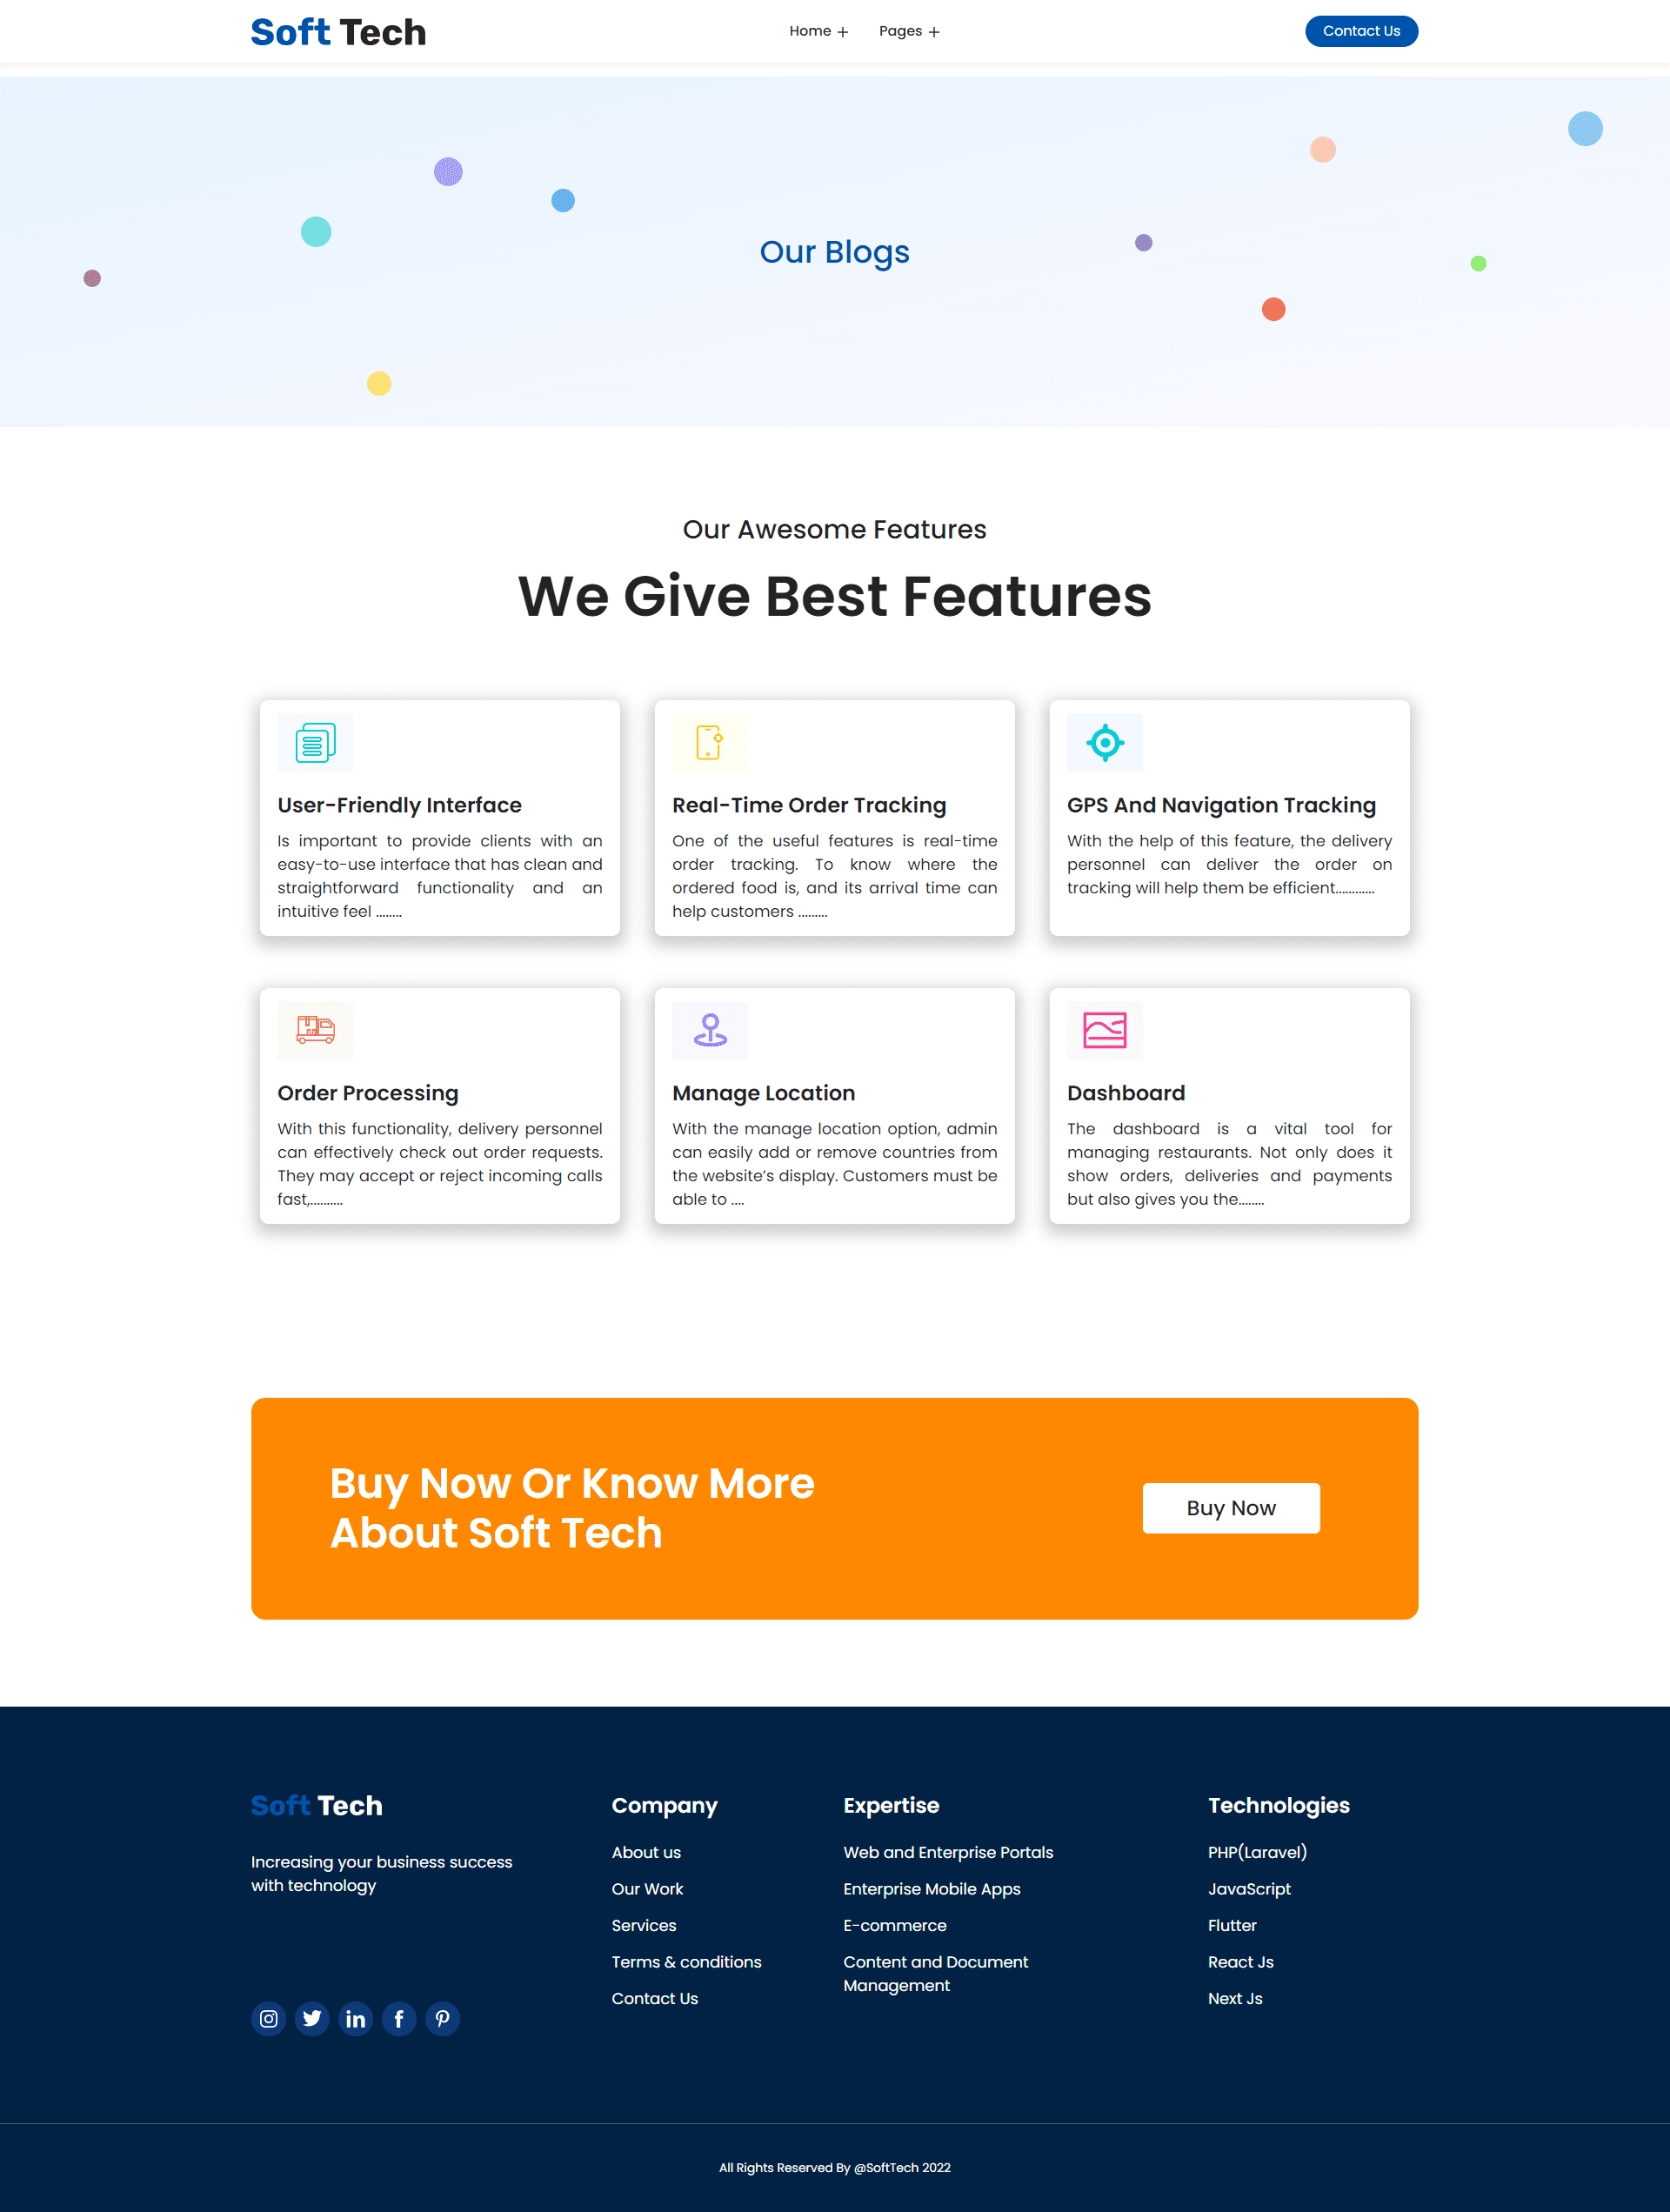 Soft Tech
Home +
Pages +
Contact Us
Our Blogs
Our Awesome Features
We Give Best Features
User-Friendly Interface
Is important to provide clients with an
easy-to-use interface that has clean and
straightforward functionality and an
intuitive feel ........
Real-Time Order Tracking
One of the useful features is real-time
order tracking. To know where the
ordered food is, and its arrival time can
help customers .........
GPS And Navigation Tracking
With the help of this feature, the delivery
personnel can deliver the order on
tracking will help them be efficient............
Order Processing
With this functionality, delivery personnel
can effectively check out order requests.
They may accept or reject incoming calls
fast,..........
Manage Location
With the manage location option, admin
can easily add or remove countries from
the website’s display. Customers must be
able to ....
Dashboard
The dashboard is a vital tool for
managing restaurants. Not only does it
show orders, deliveries and payments
but also gives you the........
Buy Now Or Know More
About Soft Tech
Buy Now
Soft Tech
Increasing your business success
with technology
Company
About us
Our Work
Services
Terms & conditions
Contact Us
Expertise
Web and Enterprise Portals
Enterprise Mobile Apps
E-commerce
Content and Document
Management
Technologies
PHP(Laravel)
JavaScript
Flutter
React Js
Next Js
All Rights Reserved By @SoftTech 2022